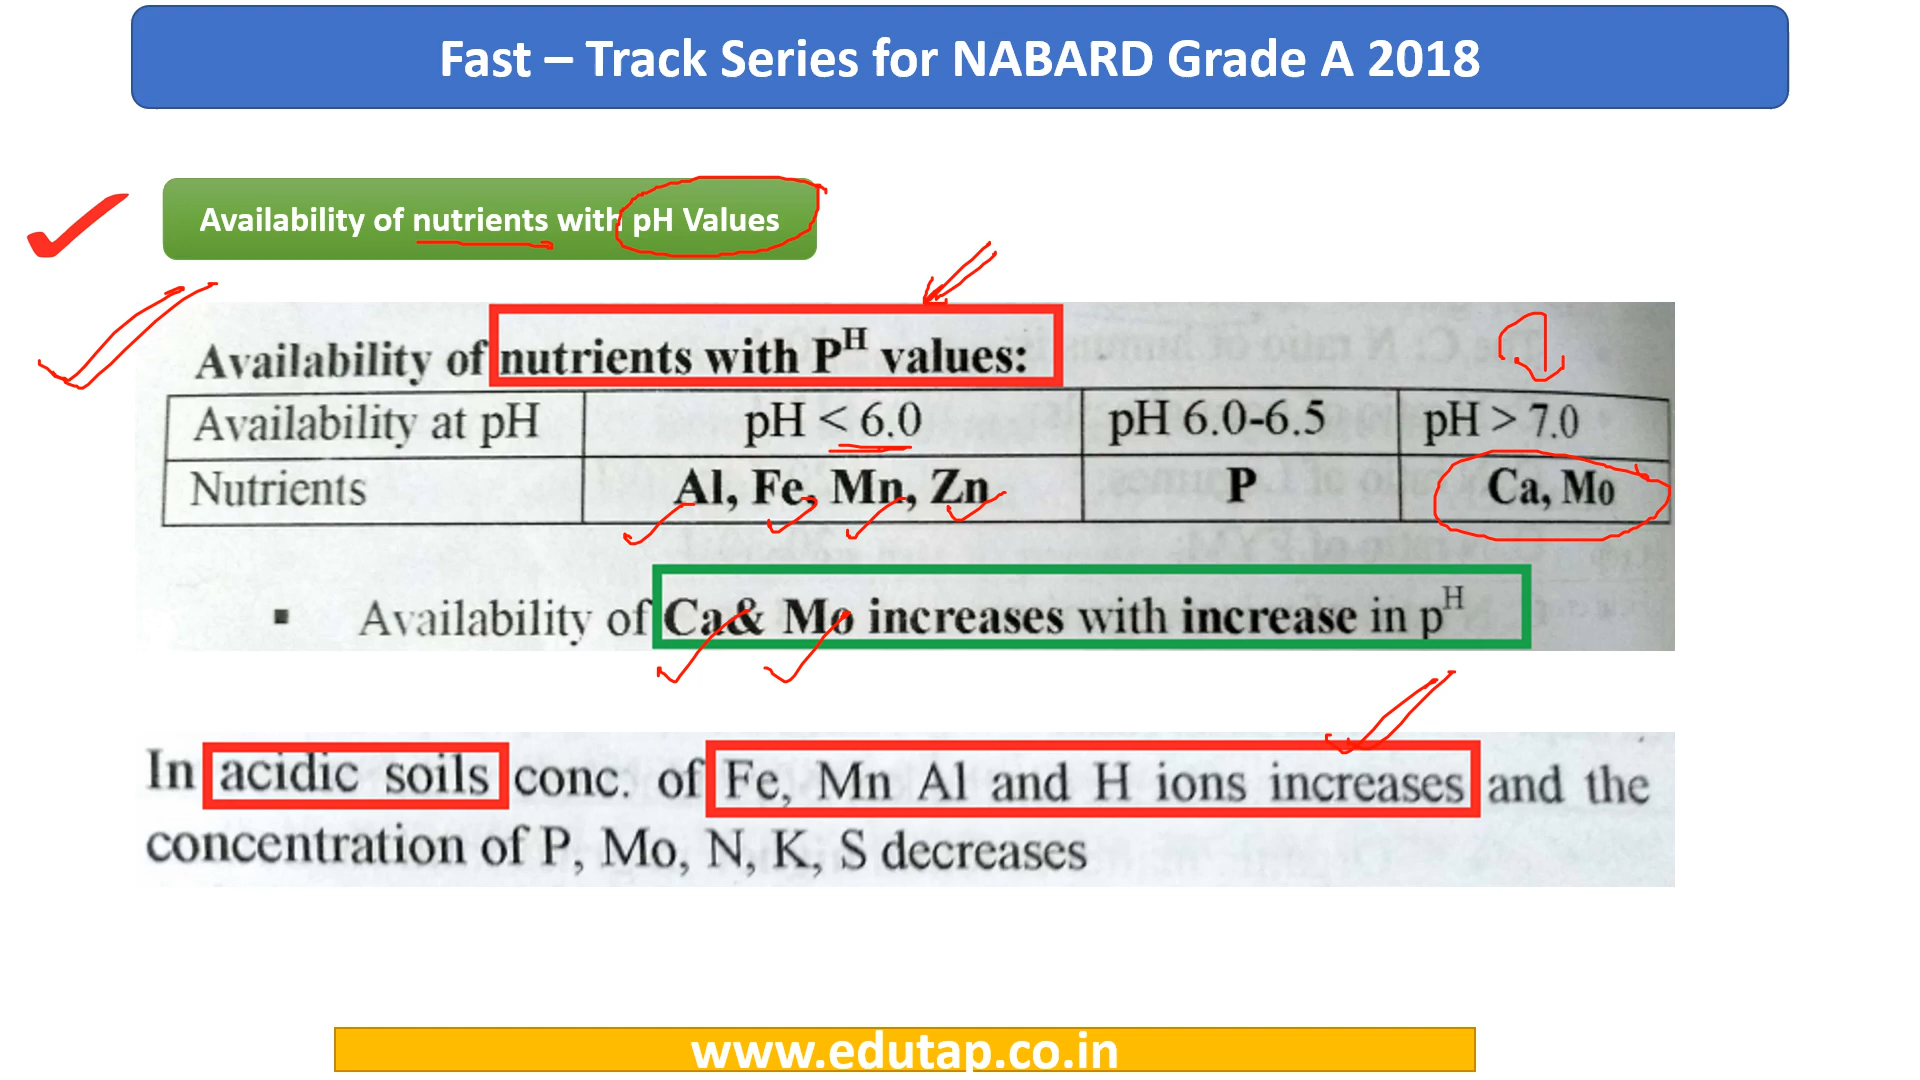 Fast – Track Series for NABARD Grade A 2018
Availability of nutrients with pH Values
Availability of nutrients with Pᴴ values:
Availability at pH pH < 6.0 pH 6.0-6.5 pH > 7.0
Nutrients Al, Fe, Mn, Zn P Ca, Mo
▪ Availability of Ca& Mo increases with increase in pᴴ
In acidic soils conc. of Fe, Mn Al and H ions increases and the
concentration of P, Mo, N, K, S decreases
www.edutap.co.in